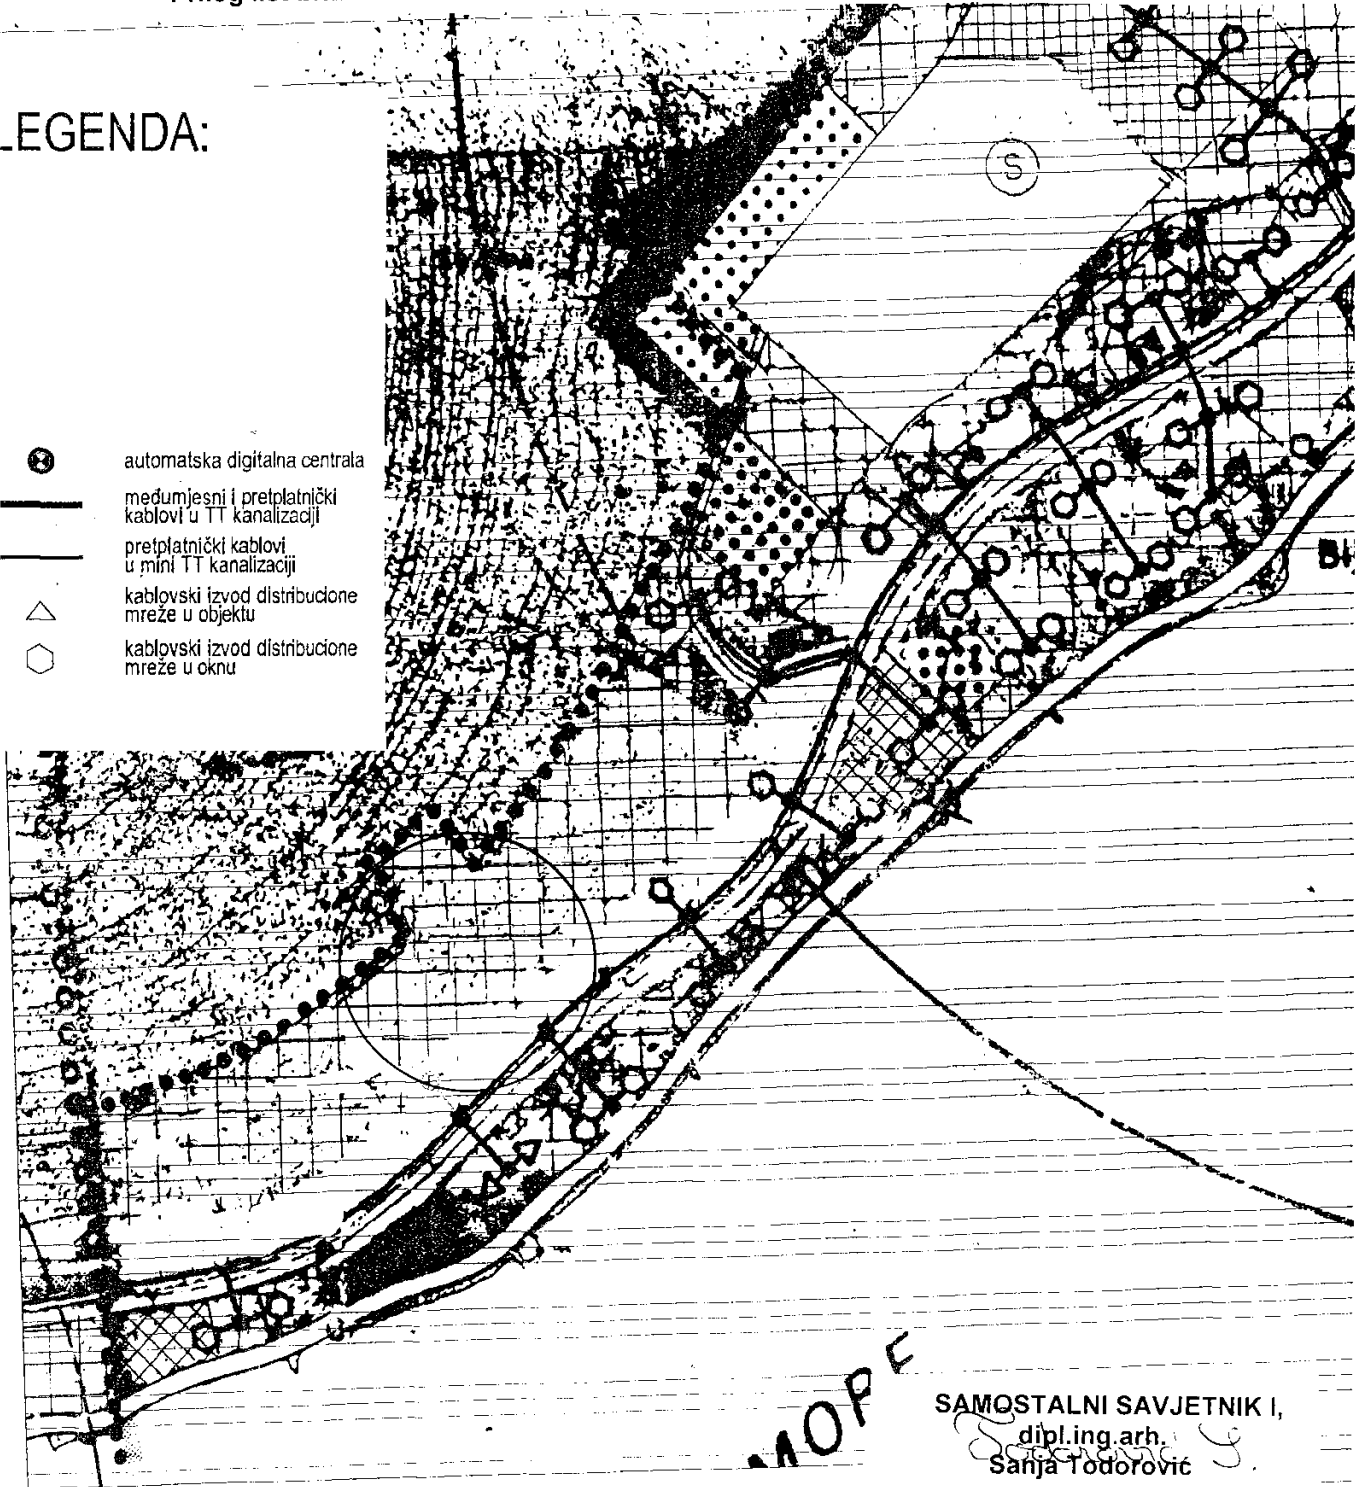 LEGENDA:
automatska digitalna centrala
međumjesni i pretplatnički
kablovi u TT kanalizaciji
pretplatnički kablovi
u mini TT kanalizaciji
kablovski izvod distribucione
mreže u objektu
kablovski izvod distribucione
mreže u oknu
S
MOPE
SAMOSTALNI SAVJETNIK I,
dipl.ing.arh.
Sanja Todorović